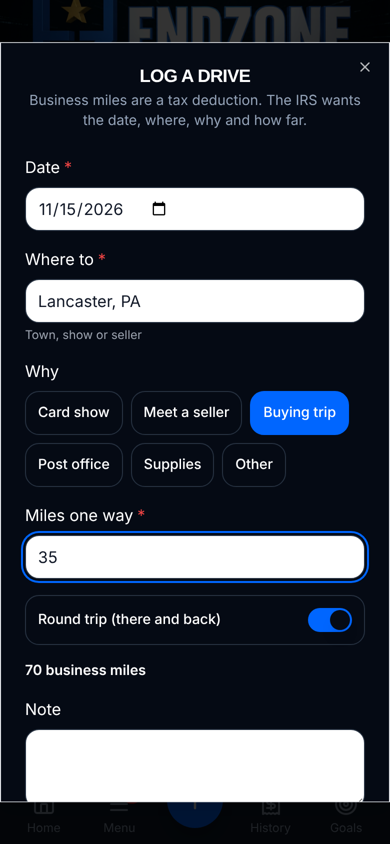 ENDZONE
LOG A DRIVE
Business miles are a tax deduction. The IRS wants
the date, where, why and how far.
Date *
11/15/2026
Where to *
Lancaster, PA
Town, show or seller
Why
Card show
Meet a seller
Buying trip
Post office
Supplies
Other
Miles one way *
35
Round trip (there and back)
70 business miles
Note
Home
Menu
History
Goals